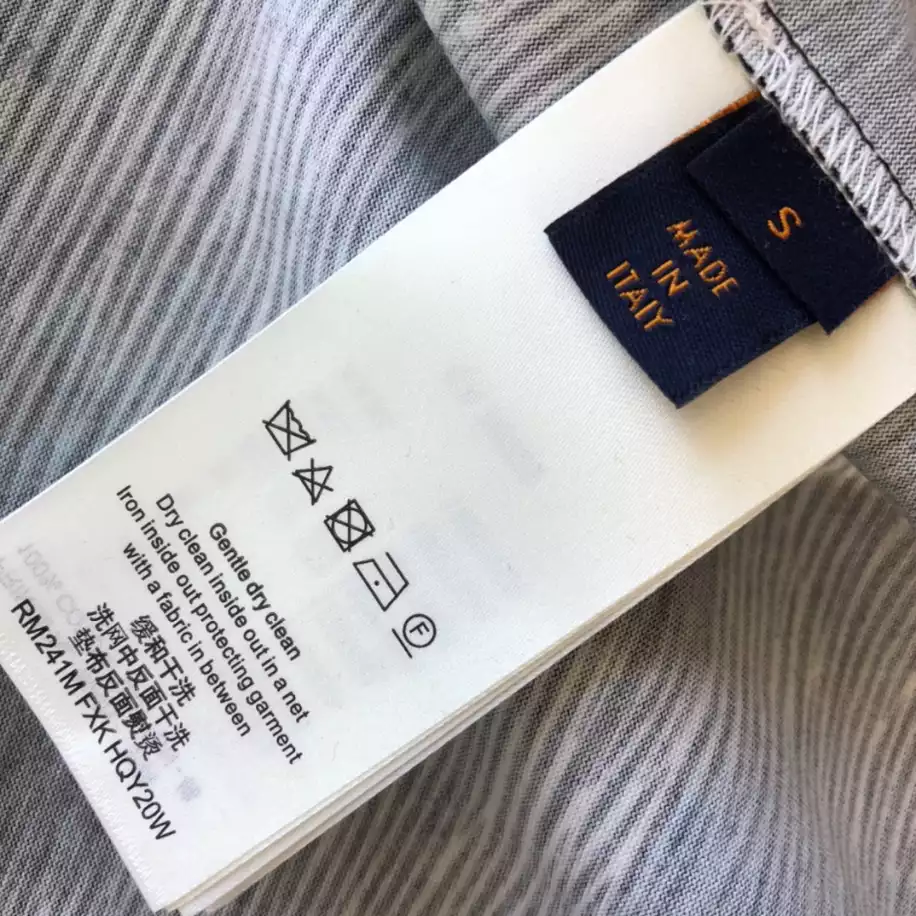 S
MADE
IN
ITALY
F
Gentle dry clean
Dry clean inside out in a net
Iron inside out protecting garment
with a fabric in between
缓和干洗
洗网中反面干洗
垫布反面熨烫
RM241M FXK HQY20W
100% CO